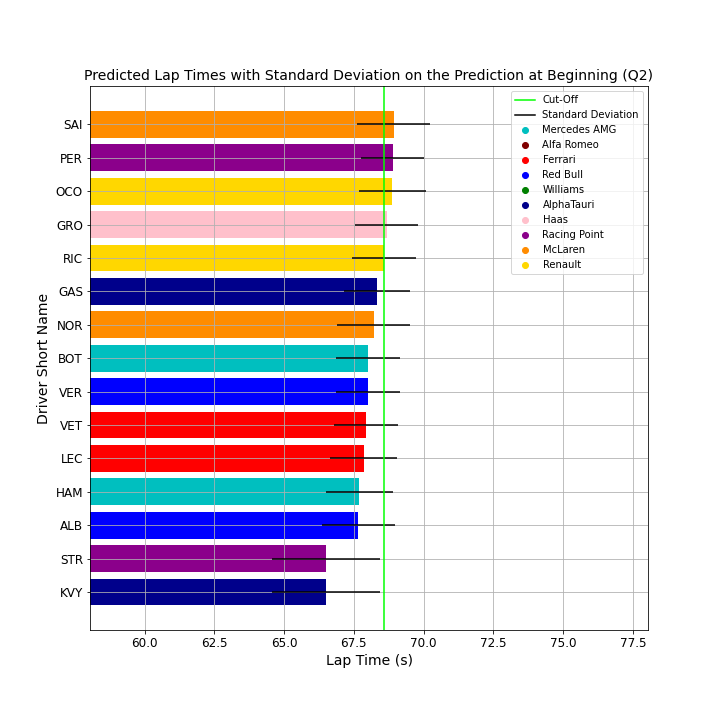 Predicted Lap Times with Standard Deviation on the Prediction at Beginning (Q2)
Cut-Off
Standard Deviation
Mercedes AMG
Alfa Romeo
Ferrari
Red Bull
Williams
AlphaTauri
Haas
Racing Point
McLaren
Renault
Driver Short Name
SAI
PER
OCO
GRO
RIC
GAS
NOR
BOT
VER
VET
LEC
HAM
ALB
STR
KVY
60.0 62.5 65.0 67.5 70.0 72.5 75.0 77.5
Lap Time (s)